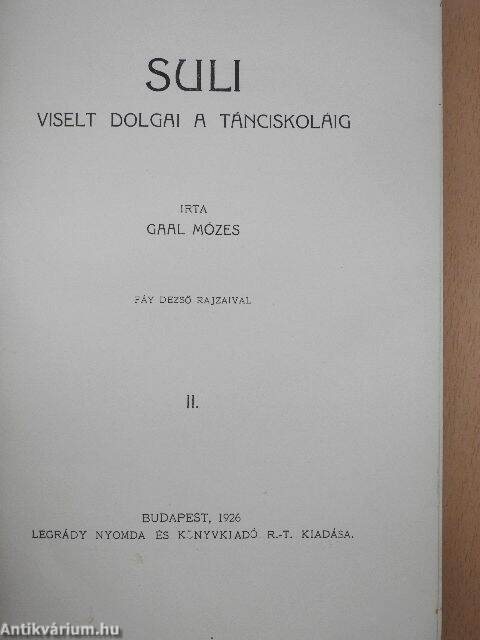 SULI
VISELT DOLGAI A TÁNCISKOLÁIG
IRTA
GAAL MÓZES
FÁY DEZSŐ RAJZAIVAL
II.
BUDAPEST, 1926
LEGRÁDY NYOMDA ÉS KÖNYVKIADÓ R.-T. KIADÁSA.
Antikvárium.hu